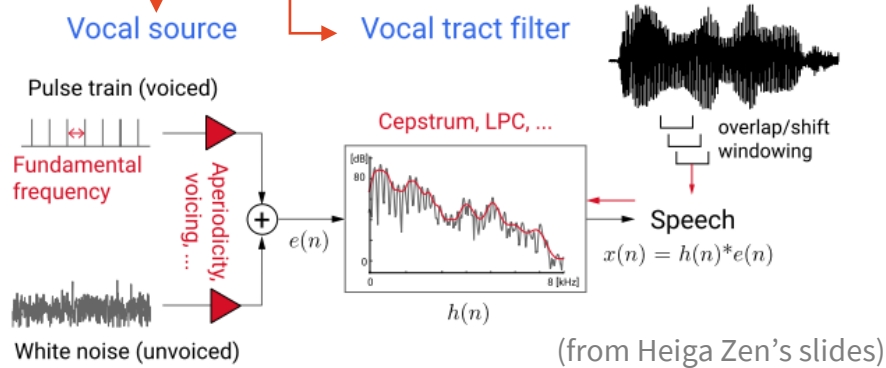 Vocal source
Vocal tract filter
Pulse train (voiced)
Fundamental
frequency
Aperiodicity,
voicing, ...
White noise (unvoiced)
e(n)
Cepstrum, LPC, ...
[dB]
80
0
0
8 [kHz]
h(n)
overlap/shift
windowing
Speech
x(n) = h(n)*e(n)
(from Heiga Zen's slides)